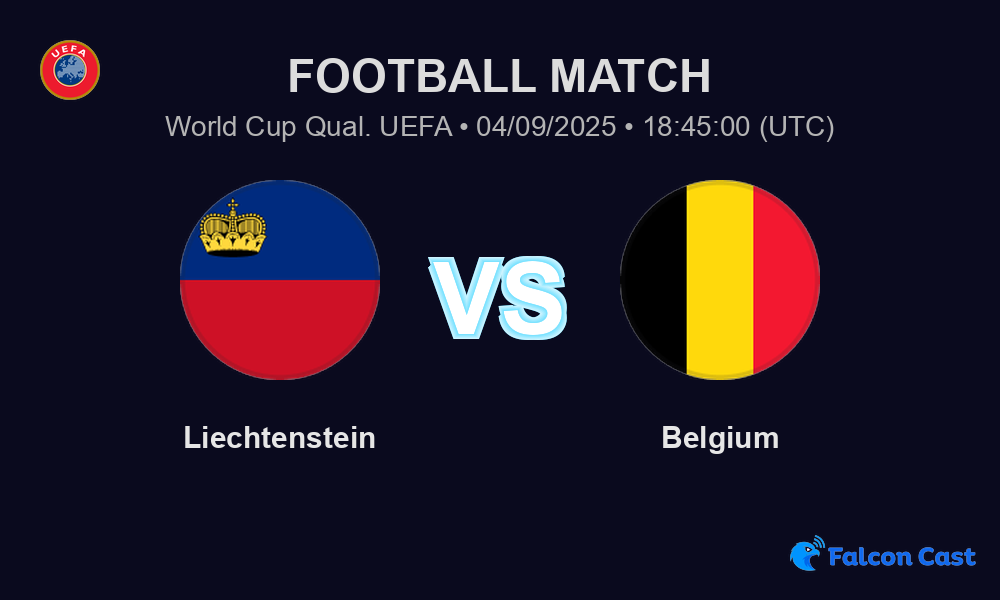 UEFA
FOOTBALL MATCH
World Cup Qual. UEFA • 04/09/2025 • 18:45:00 (UTC)
VS
Liechtenstein
Belgium
Falcon Cast